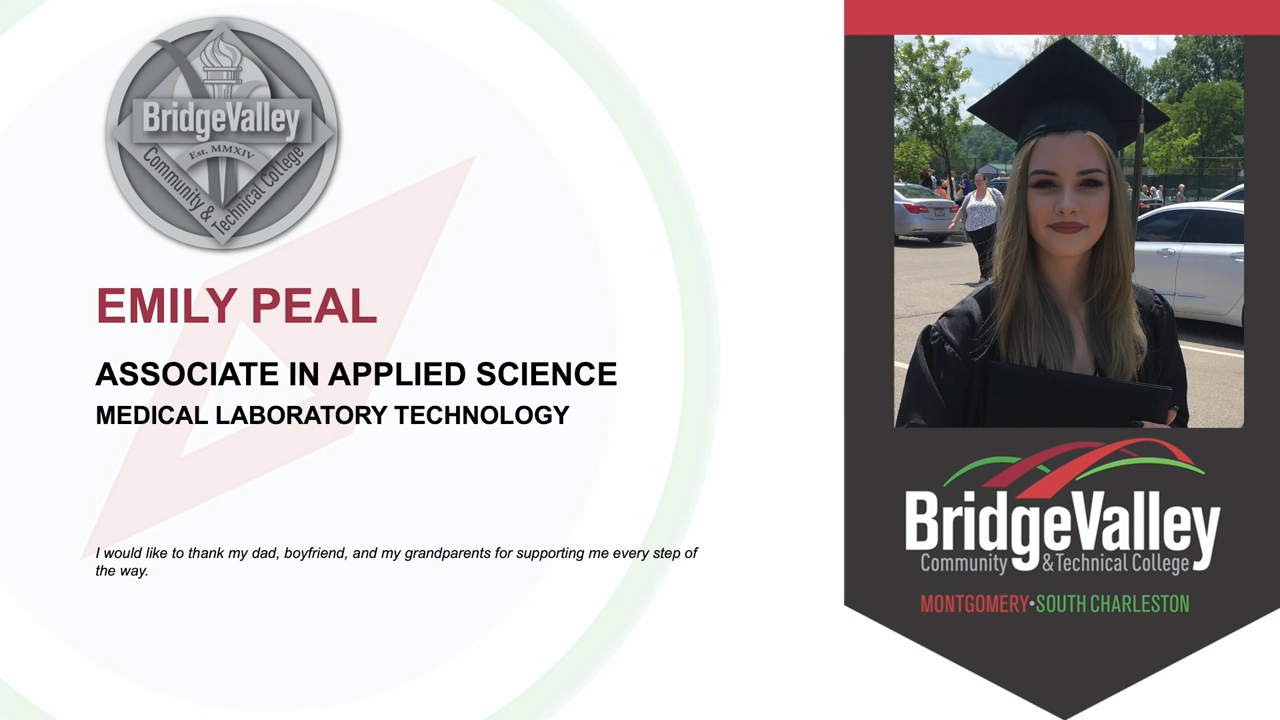 BridgeValley
Est. MMXIV
Community & Technical College
EMILY PEAL
ASSOCIATE IN APPLIED SCIENCE
MEDICAL LABORATORY TECHNOLOGY
I would like to thank my dad, boyfriend, and my grandparents for supporting me every step of
the way.
BridgeValley
Community & Technical College
MONTGOMERY•SOUTH CHARLESTON